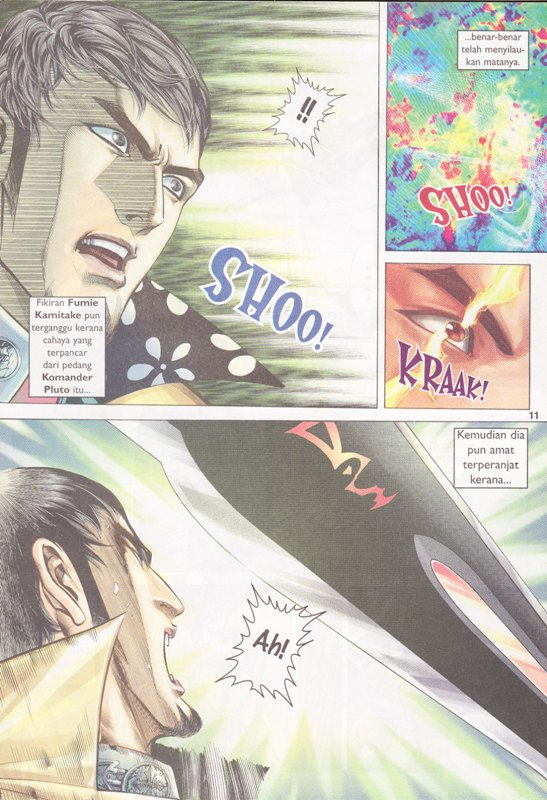 !!
SHOO!
Fikiran Fumie
Kamitake pun
terganggu kerana
cahaya yang
terpancar
dari pedang
Komander
Pluto itu...
...benar-benar
telah menyilau-
kan matanya.
SHOO!
KRAAK!
11
Kemudian dia
pun amat
terperanjat
kerana...
Ah!